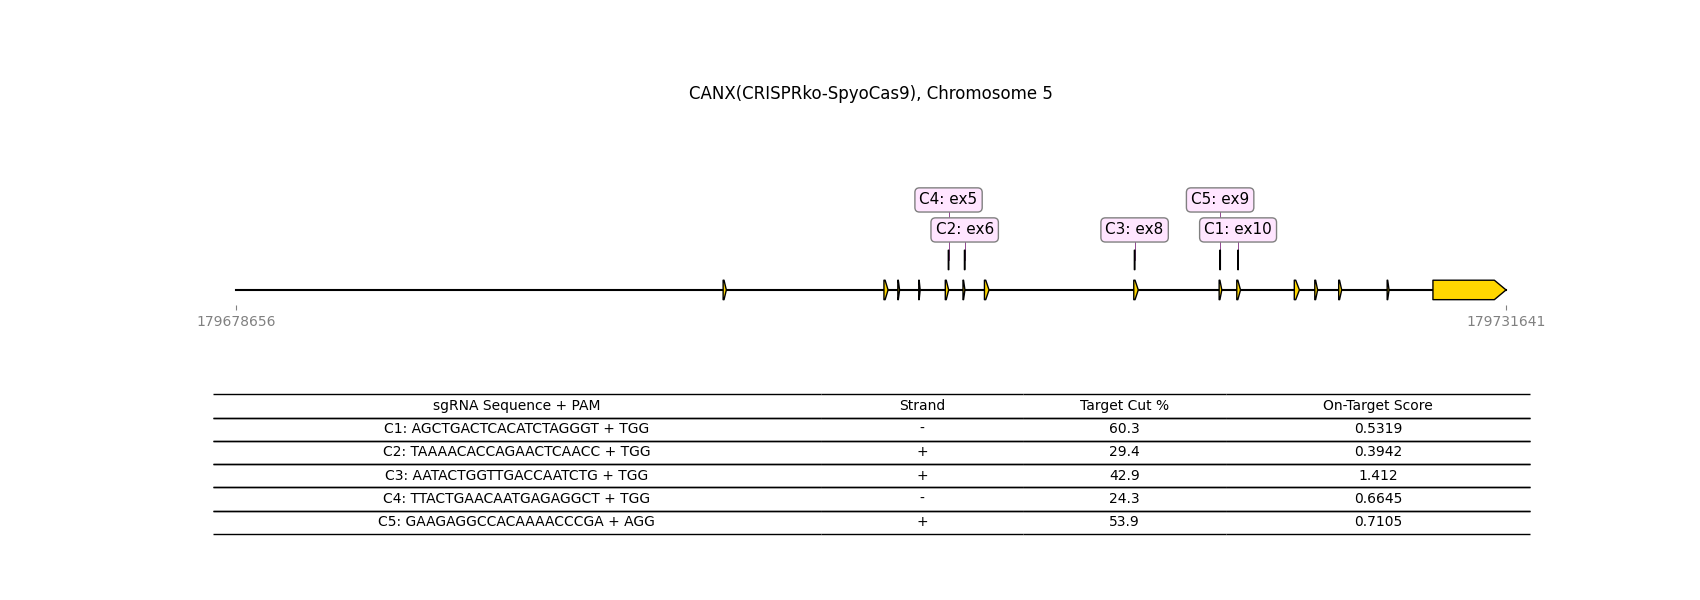 CANX(CRISPRko-SpyoCas9), Chromosome 5
C4: ex5 C5: ex9
C2: ex6 C3: ex8 C1: ex10
179678656 179731641
sgRNA Sequence + PAM Strand Target Cut % On-Target Score
C1: AGCTGACTCACATCTAGGGT + TGG - 60.3 0.5319
C2: TAAAACACCAGAACTCAACC + TGG + 29.4 0.3942
C3: AATACTGGTTGACCAATCTG + TGG + 42.9 1.412
C4: TTACTGAACAATGAGAGGCT + TGG - 24.3 0.6645
C5: GAAGAGGCCACAAAACCCGA + AGG + 53.9 0.7105